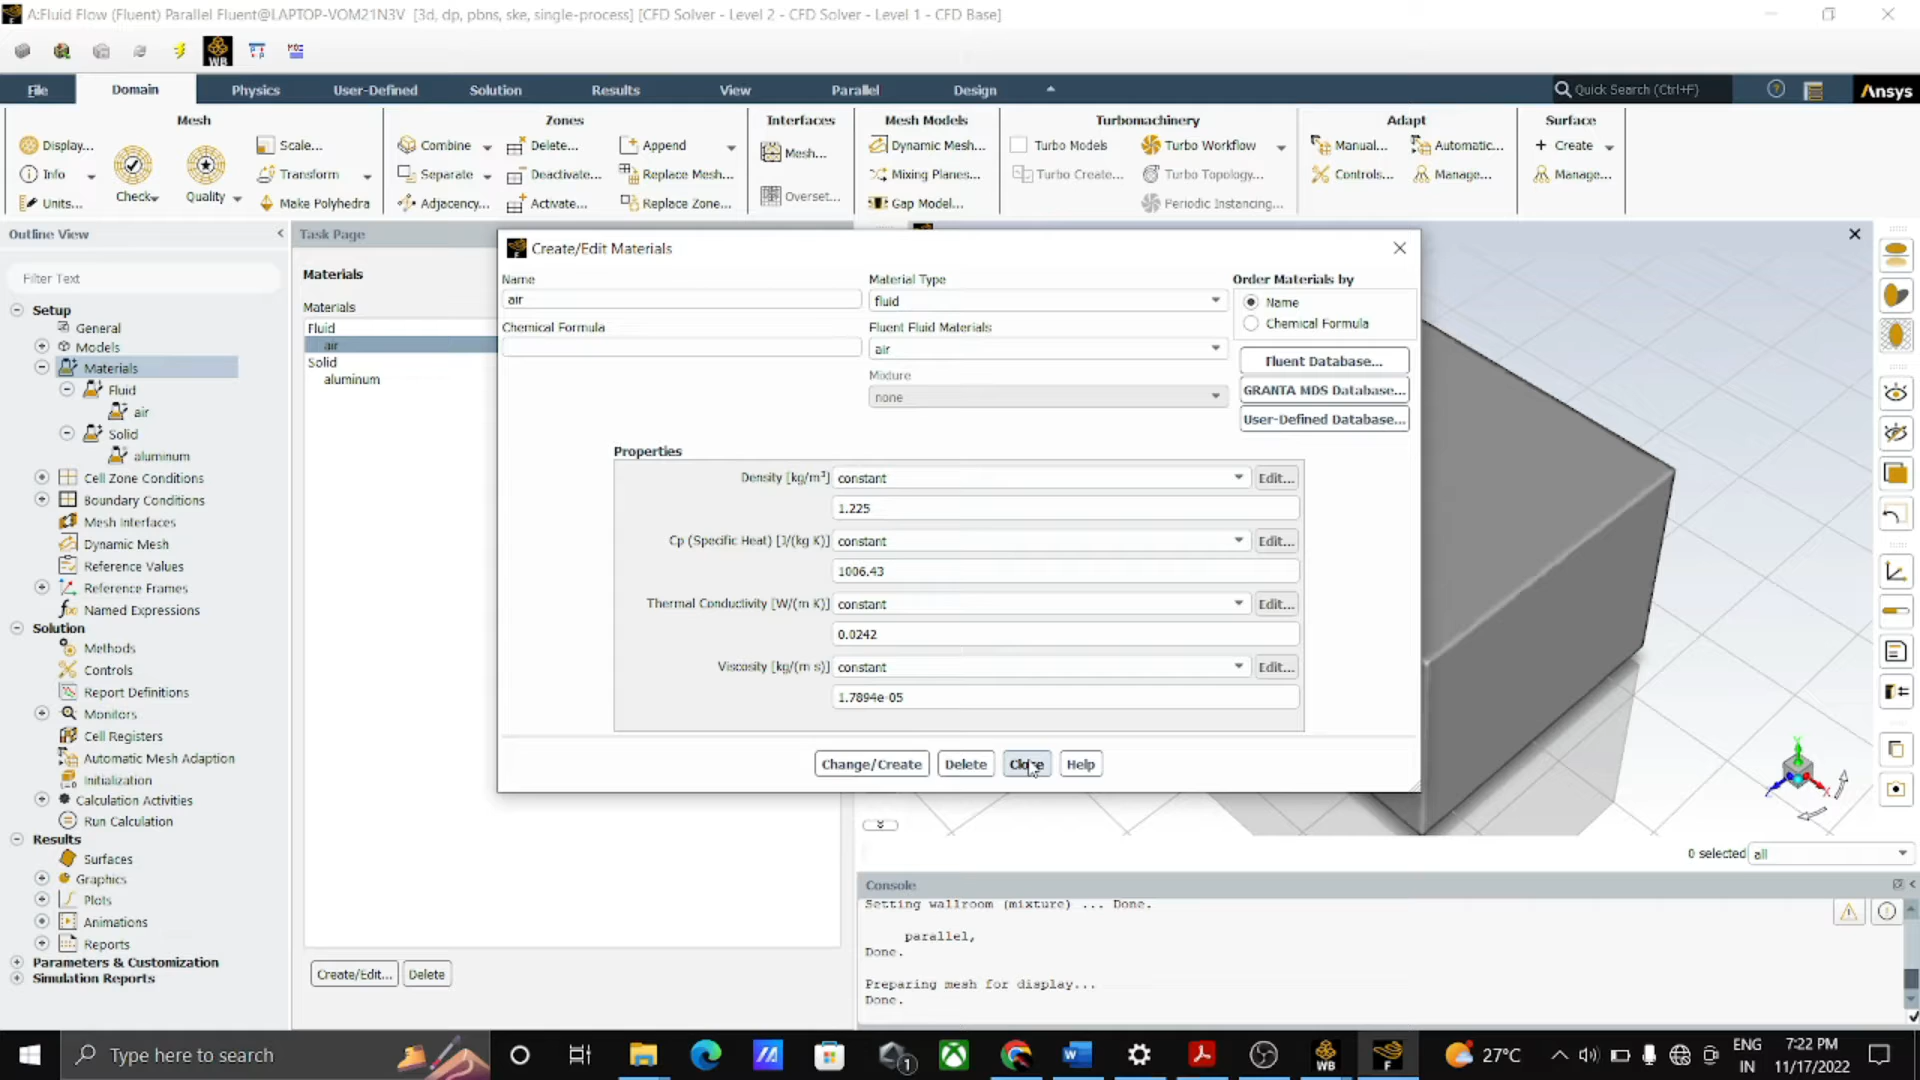 A:Fluid Flow (Fluent) Parallel Fluent@LAPTOP-VOM21N3V [3d, dp, pbns, ske, single-process] [CFD Solver - Level 2 - CFD Solver - Level 1 - CFD Base]
WB
File Domain Physics User-Defined Solution Results View Parallel Design Quick Search (Ctrl+F) Ansys
Mesh
Display...
Info
Units...
Check
Quality
Scale...
Transform
Make Polyhedra
Zones
Combine
Separate
Adjacency...
Delete...
Deactivate...
Activate...
Append
Replace Mesh...
Replace Zone...
Interfaces
Mesh...
Overset...
Mesh Models
Dynamic Mesh...
Mixing Planes...
Gap Model...
Turbomachinery
Turbo Models
Turbo Create...
Turbo Workflow
Turbo Topology...
Periodic Instancing...
Adapt
Manual...
Controls...
Automatic...
Manage...
Surface
+ Create
Manage...
Outline View
Filter Text
Setup
General
Models
Materials
Fluid
air
Solid
aluminum
Cell Zone Conditions
Boundary Conditions
Mesh Interfaces
Dynamic Mesh
Reference Values
Reference Frames
Named Expressions
Solution
Methods
Controls
Report Definitions
Monitors
Cell Registers
Automatic Mesh Adaption
Initialization
Calculation Activities
Run Calculation
Results
Surfaces
Graphics
Plots
Animations
Reports
Parameters & Customization
Simulation Reports
Task Page
Materials
Materials
Fluid
air
Solid
aluminum
Create/Edit... Delete
Create/Edit Materials
Name
air
Chemical Formula
Material Type
fluid
Fluent Fluid Materials
air
Mixture
none
Order Materials by
Name
Chemical Formula
Fluent Database...
GRANTA MDS Database...
User-Defined Database...
Properties
Density [kg/m³] constant Edit...
1.225
Cp (Specific Heat) [J/(kg K)] constant Edit...
1006.43
Thermal Conductivity [W/(m K)] constant Edit...
0.0242
Viscosity [kg/(m s)] constant Edit...
1.7894e-05
Change/Create Delete Close Help
0 selected all
Console
Setting wallroom (mixture) ... Done.
parallel,
Done.
Preparing mesh for display...
Done.
Type here to search
27°C
ENG
IN
7:22 PM
11/17/2022